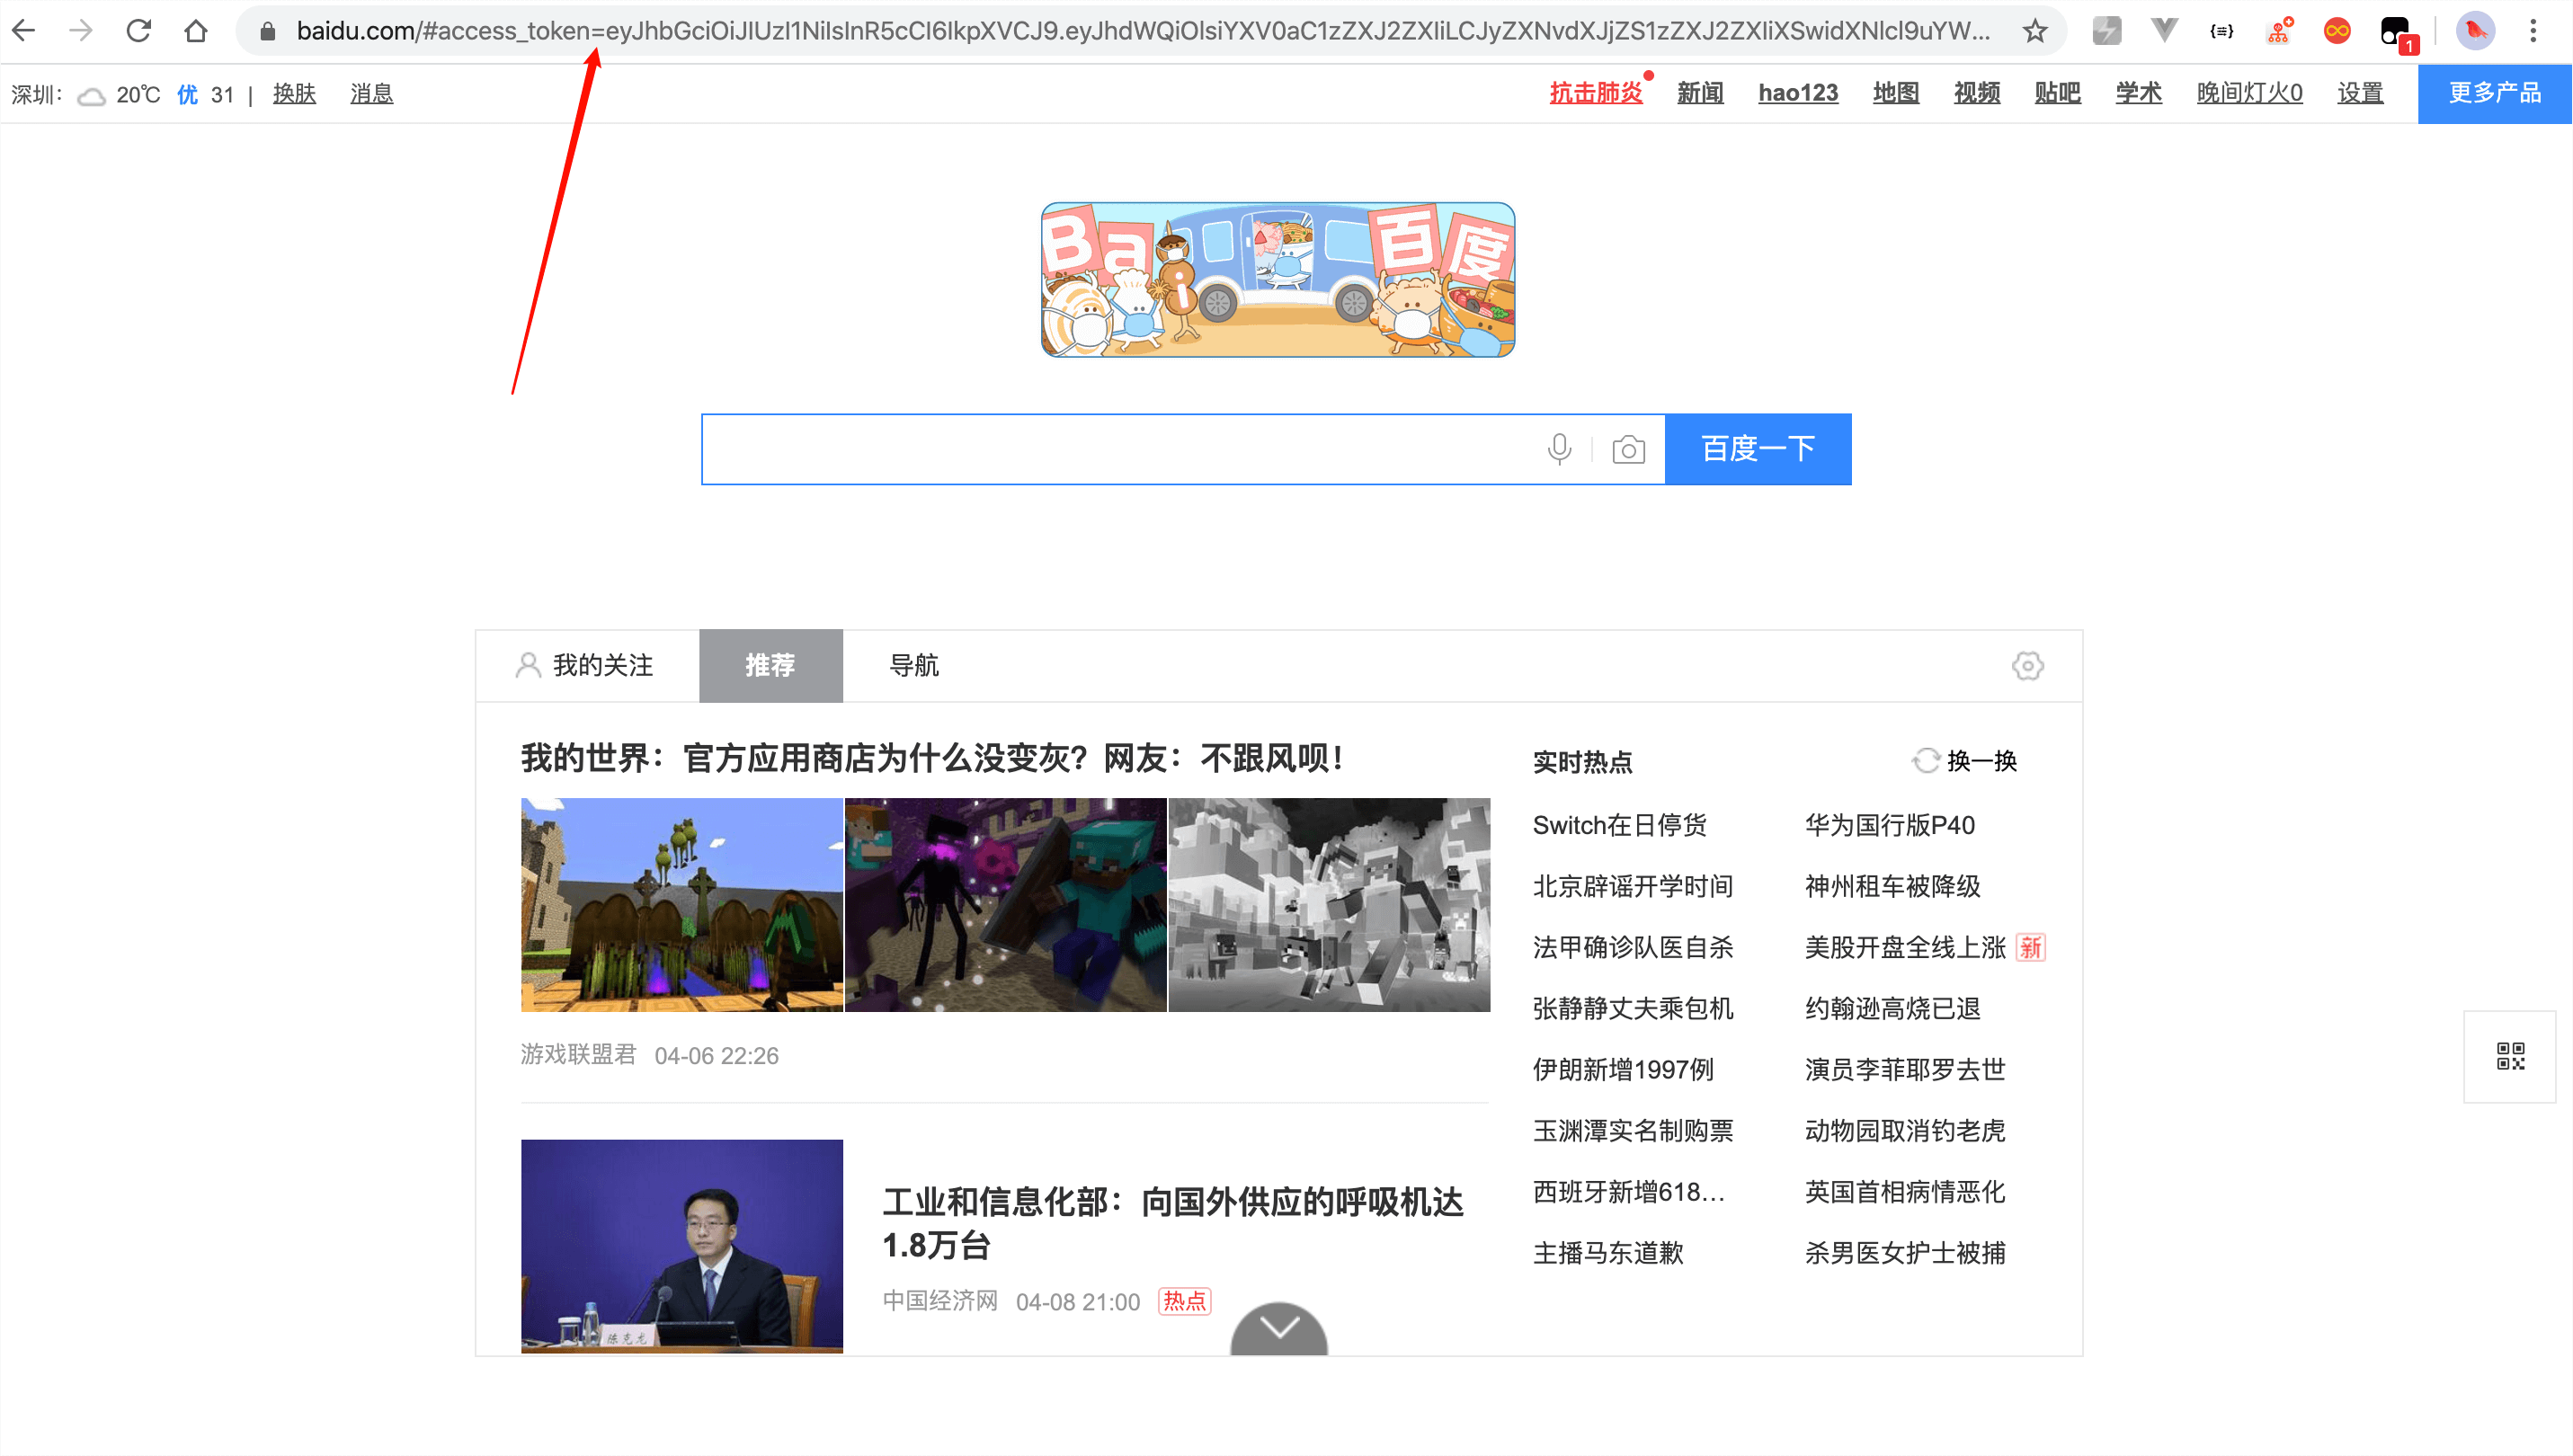 baidu.com/#access_token=eyJhbGciOiJIUzI1NiIsInR5cCI6IkpXVCJ9.eyJhdWQiOlsiYXV0aC1zZXJ2ZXIiLCJyZXNvdXJjZS1zZXJ2ZXIiXSwidXNlcl9uYW...
1
深圳： 20℃ 优 31 | 换肤 消息
抗击肺炎 新闻 hao123 地图 视频 贴吧 学术 晚间灯火0 设置 更多产品
Bai 百度
百度一下
我的关注 推荐 导航
我的世界：官方应用商店为什么没变灰？网友：不跟风呗！
游戏联盟君 04-06 22:26
工业和信息化部：向国外供应的呼吸机达
1.8万台
中国经济网 04-08 21:00 热点
陈克龙
实时热点 换一换
Switch在日停货 华为国行版P40
北京辟谣开学时间 神州租车被降级
法甲确诊队医自杀 美股开盘全线上涨 新
张静静丈夫乘包机 约翰逊高烧已退
伊朗新增1997例 演员李菲耶罗去世
玉渊潭实名制购票 动物园取消钓老虎
西班牙新增618... 英国首相病情恶化
主播马东道歉 杀男医女护士被捕